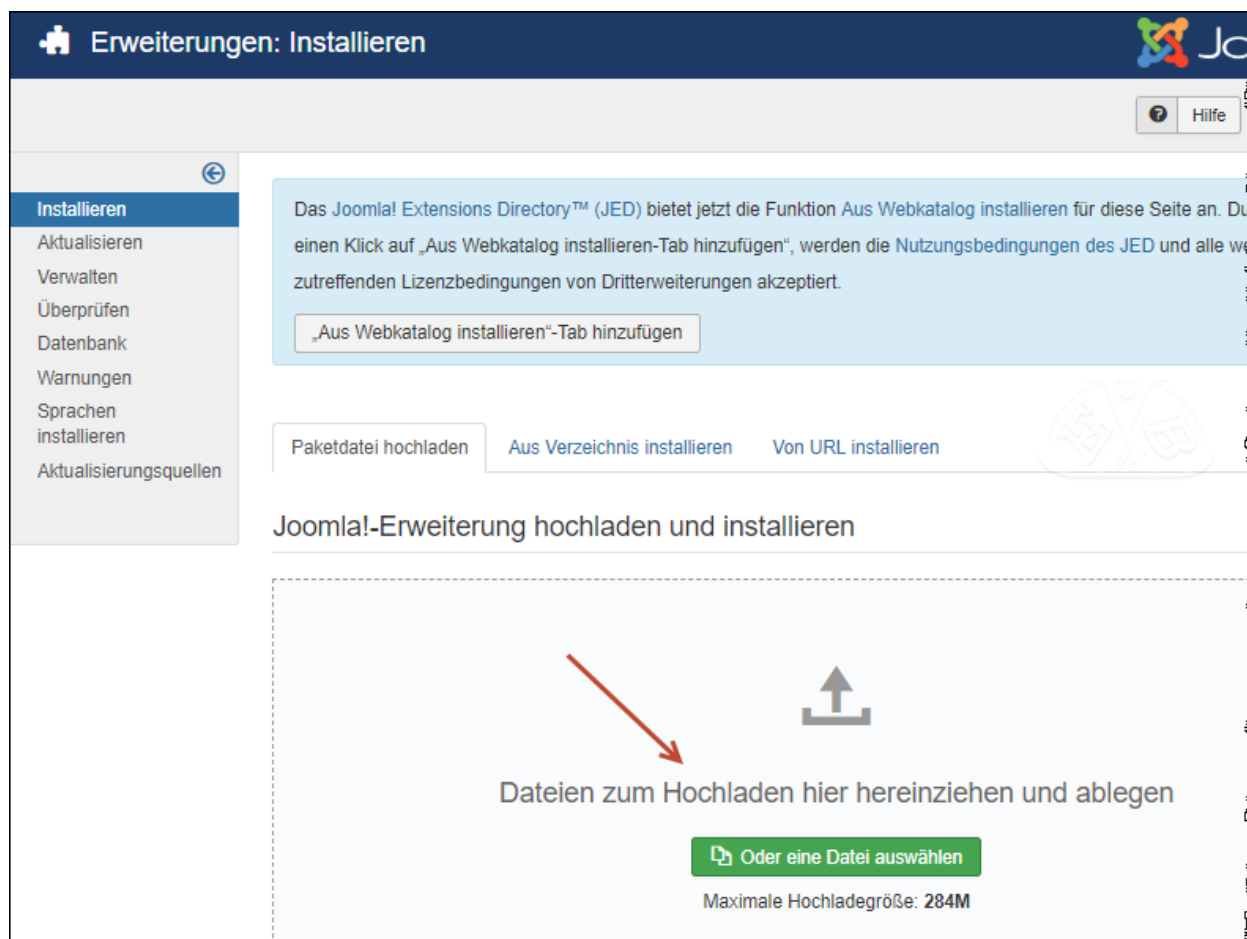 Erweiterungen: Installieren
Hilfe
Installieren
Aktualisieren
Verwalten
Überprüfen
Datenbank
Warnungen
Sprachen
installieren
Aktualisierungsquellen
Das Joomla! Extensions Directory™ (JED) bietet jetzt die Funktion Aus Webkatalog installieren für diese Seite an.
einen Klick auf „Aus Webkatalog installieren-Tab hinzufügen“, werden die Nutzungsbedingungen des JED und alle
zutreffenden Lizenzbedingungen von Dritterweiterungen akzeptiert.
„Aus Webkatalog installieren“-Tab hinzufügen
Paketdatei hochladen Aus Verzeichnis installieren Von URL installieren
Joomla!-Erweiterung hochladen und installieren
Dateien zum Hochladen hier hereinziehen und ablegen
Oder eine Datei auswählen
Maximale Hochladegröße: 284M